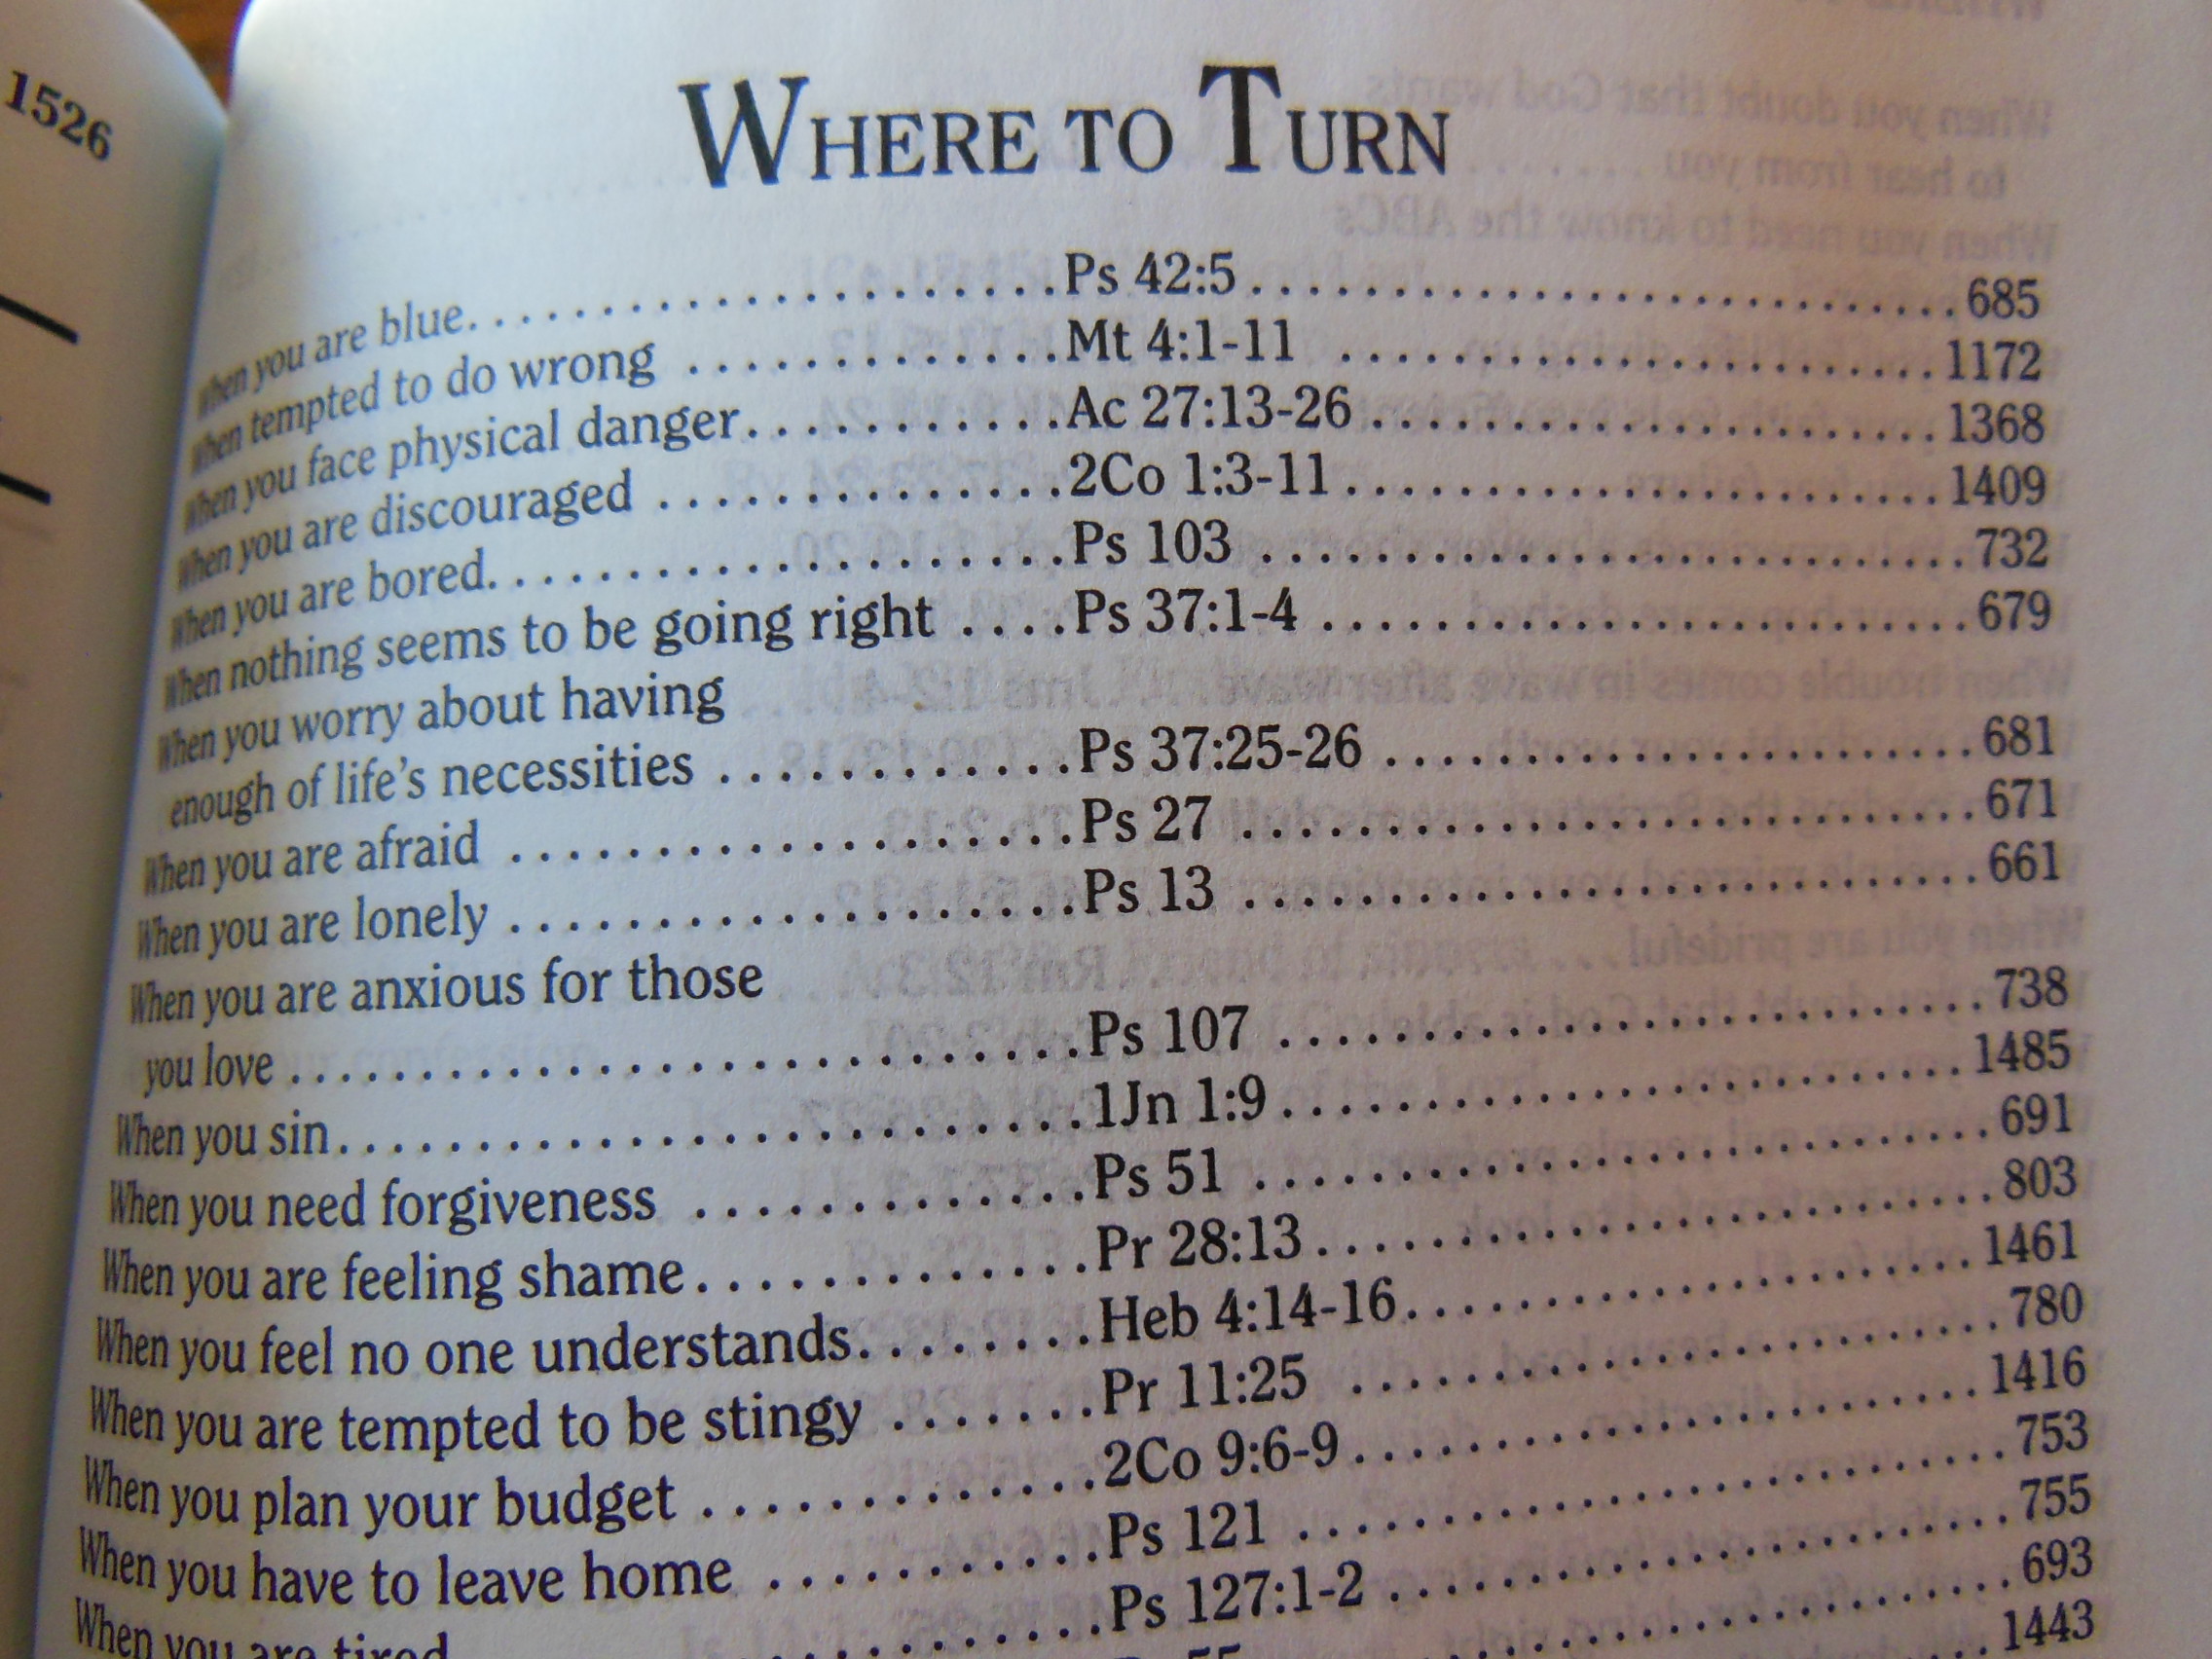 1526
WHERE TO TURN
When you are blue. . . . . . . . . . . . . . . . . . . . . .Ps 42:5. . . . . . . . . . . . . . . . . . . . . . . . . . .685
When tempted to do wrong . . . . . . . . . . . . . .Mt 4:1-11 . . . . . . . . . . . . . . . . . . . . . .1172
When you face physical danger. . . . . . . . . . . .Ac 27:13-26 . . . . . . . . . . . . . . . . . . . . .1368
When you are discouraged . . . . . . . . . . . . . . .2Co 1:3-11. . . . . . . . . . . . . . . . . . . . . .1409
When you are bored. . . . . . . . . . . . . . . . . . . . .Ps 103 . . . . . . . . . . . . . . . . . . . . . . . . .732
When nothing seems to be going right . . . .Ps 37:1-4 . . . . . . . . . . . . . . . . . . . . . . .679
When you worry about having
enough of life's necessities . . . . . . . . . . . . .Ps 37:25-26 . . . . . . . . . . . . . . . . . . . . .681
When you are afraid . . . . . . . . . . . . . . . . . . . .Ps 27 . . . . . . . . . . . . . . . . . . . . . . . . . .671
When you are lonely . . . . . . . . . . . . . . . . . . . .Ps 13 . . . . . . . . . . . . . . . . . . . . . . . . . .661
When you are anxious for those
you love . . . . . . . . . . . . . . . . . . . . . . . . . . . .Ps 107 . . . . . . . . . . . . . . . . . . . . . . . . .738
When you sin. . . . . . . . . . . . . . . . . . . . . . . . . . .1Jn 1:9. . . . . . . . . . . . . . . . . . . . . . . . .1485
When you need forgiveness . . . . . . . . . . . . . .Ps 51 . . . . . . . . . . . . . . . . . . . . . . . . . .691
When you are feeling shame. . . . . . . . . . . . . .Pr 28:13. . . . . . . . . . . . . . . . . . . . . . . .803
When you feel no one understands. . . . . . . .Heb 4:14-16. . . . . . . . . . . . . . . . . . . .1461
When you are tempted to be stingy . . . . . . .Pr 11:25 . . . . . . . . . . . . . . . . . . . . . . .780
When you plan your budget . . . . . . . . . . . . .2Co 9:6-9. . . . . . . . . . . . . . . . . . . . . .1416
When you have to leave home . . . . . . . . . . .Ps 121 . . . . . . . . . . . . . . . . . . . . . . . . .753
When you are tired . . . . . . . . . . .Ps 127:1-2 . . . . . . . . . . . . . . . . . . . . . .755
55 . . . . . . . . . . . . . .693
1443